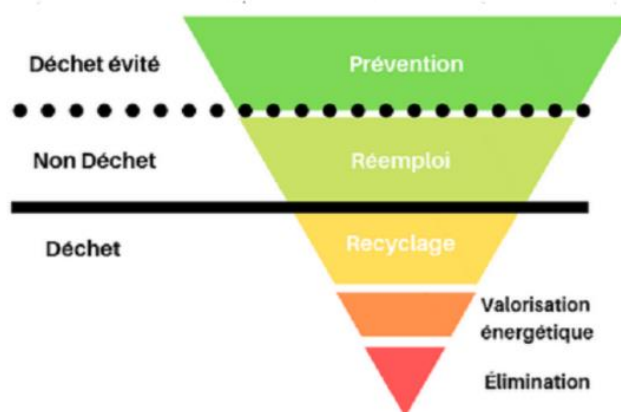 Déchet évité
Prévention
Non Déchet
Réemploi
Déchet
Recyclage
Valorisation
énergétique
Élimination